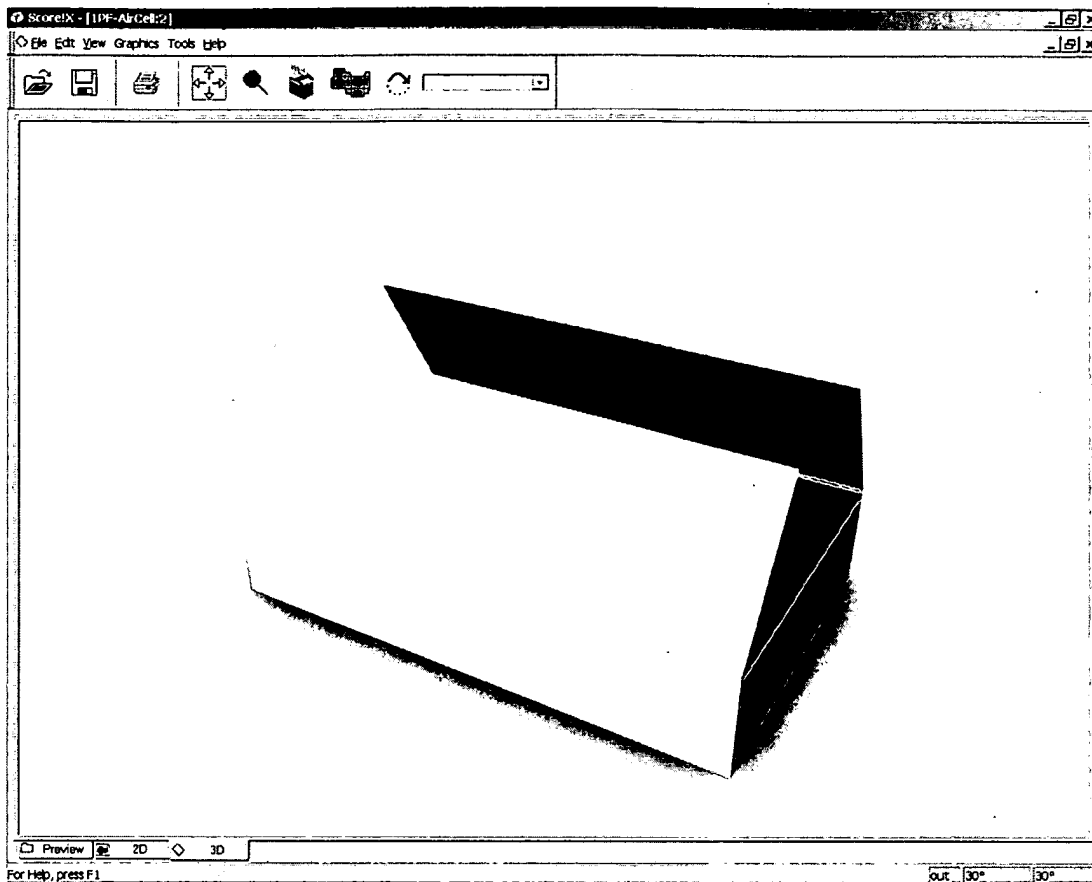 Score!X - [1PF-AirCell:2]
File Edit View Graphics Tools Help
Preview 2D 3D
For Help, press F1
out 30° 30°